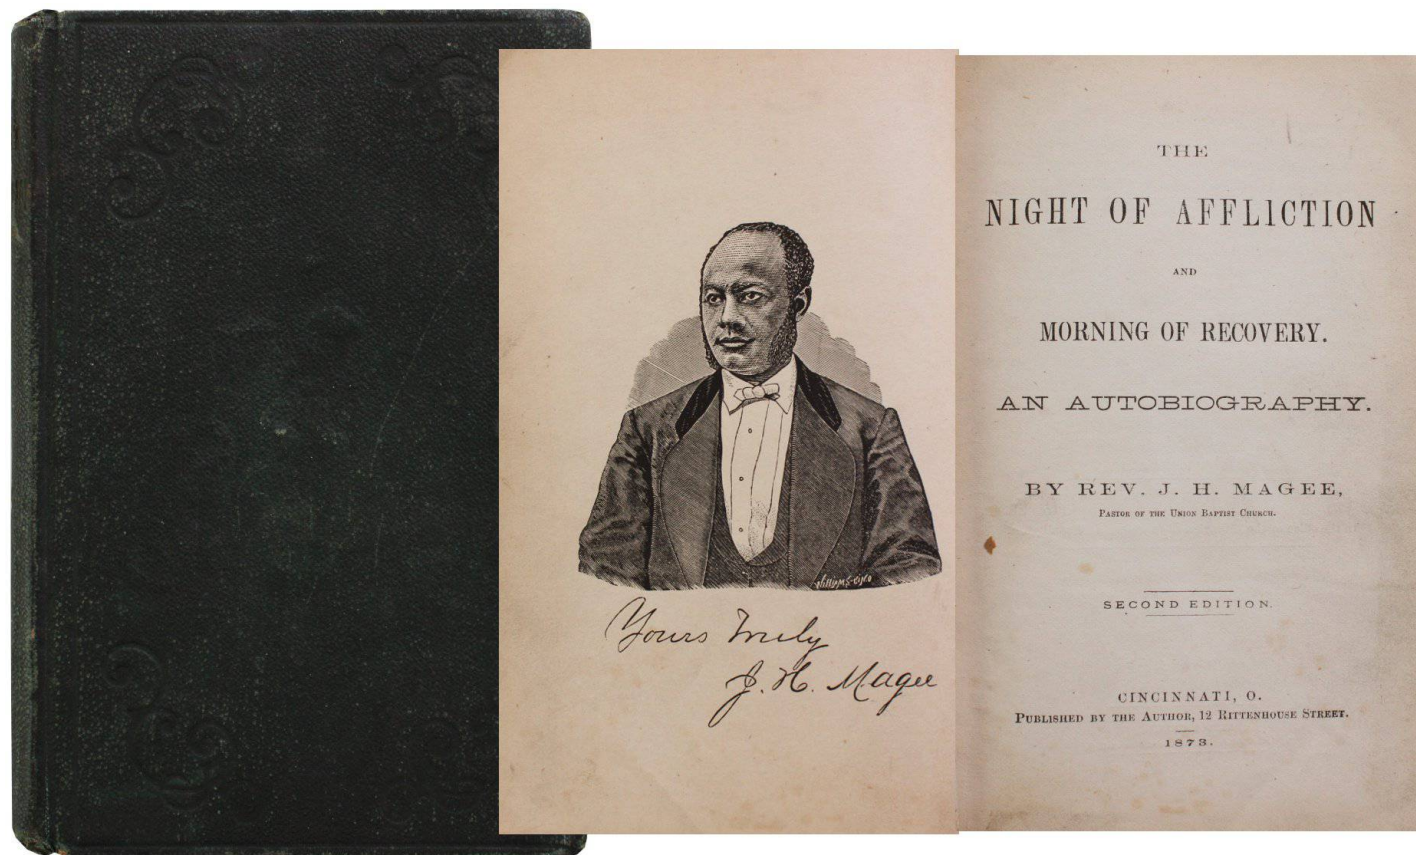 Yours Truly
J. H. Magee
THE
NIGHT OF AFFLICTION
AND
MORNING OF RECOVERY.
AN AUTOBIOGRAPHY.
BY REV. J. H. MAGEE,
PASTOR OF THE UNION BAPTIST CHURCH.
SECOND EDITION.
CINCINNATI, O.
PUBLISHED BY THE AUTHOR, 12 RITTENHOUSE STREET.
1873.